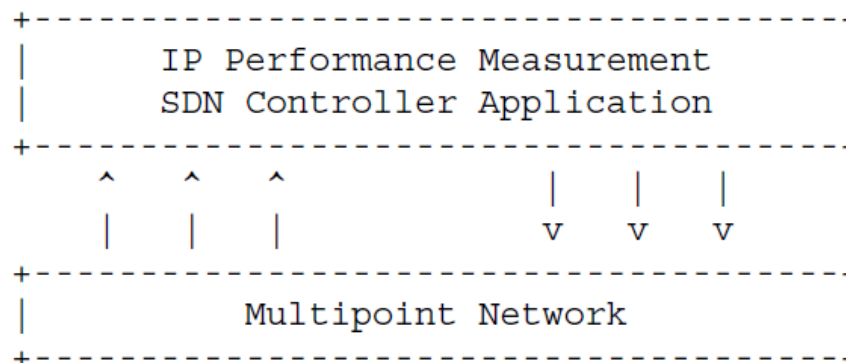 +---------------------------------------
|      IP Performance Measurement
|      SDN Controller Application
+---------------------------------------
    ^   ^   ^             |   |   |
    |   |   |             v   v   v
+---------------------------------------
|          Multipoint Network
+---------------------------------------